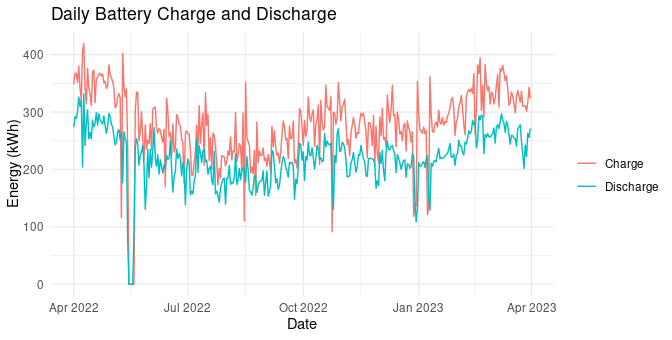 Daily Battery Charge and Discharge
Energy (kWh)
400
300
200
100
0
Apr 2022
Jul 2022
Oct 2022
Jan 2023
Apr 2023
Date
Charge
Discharge